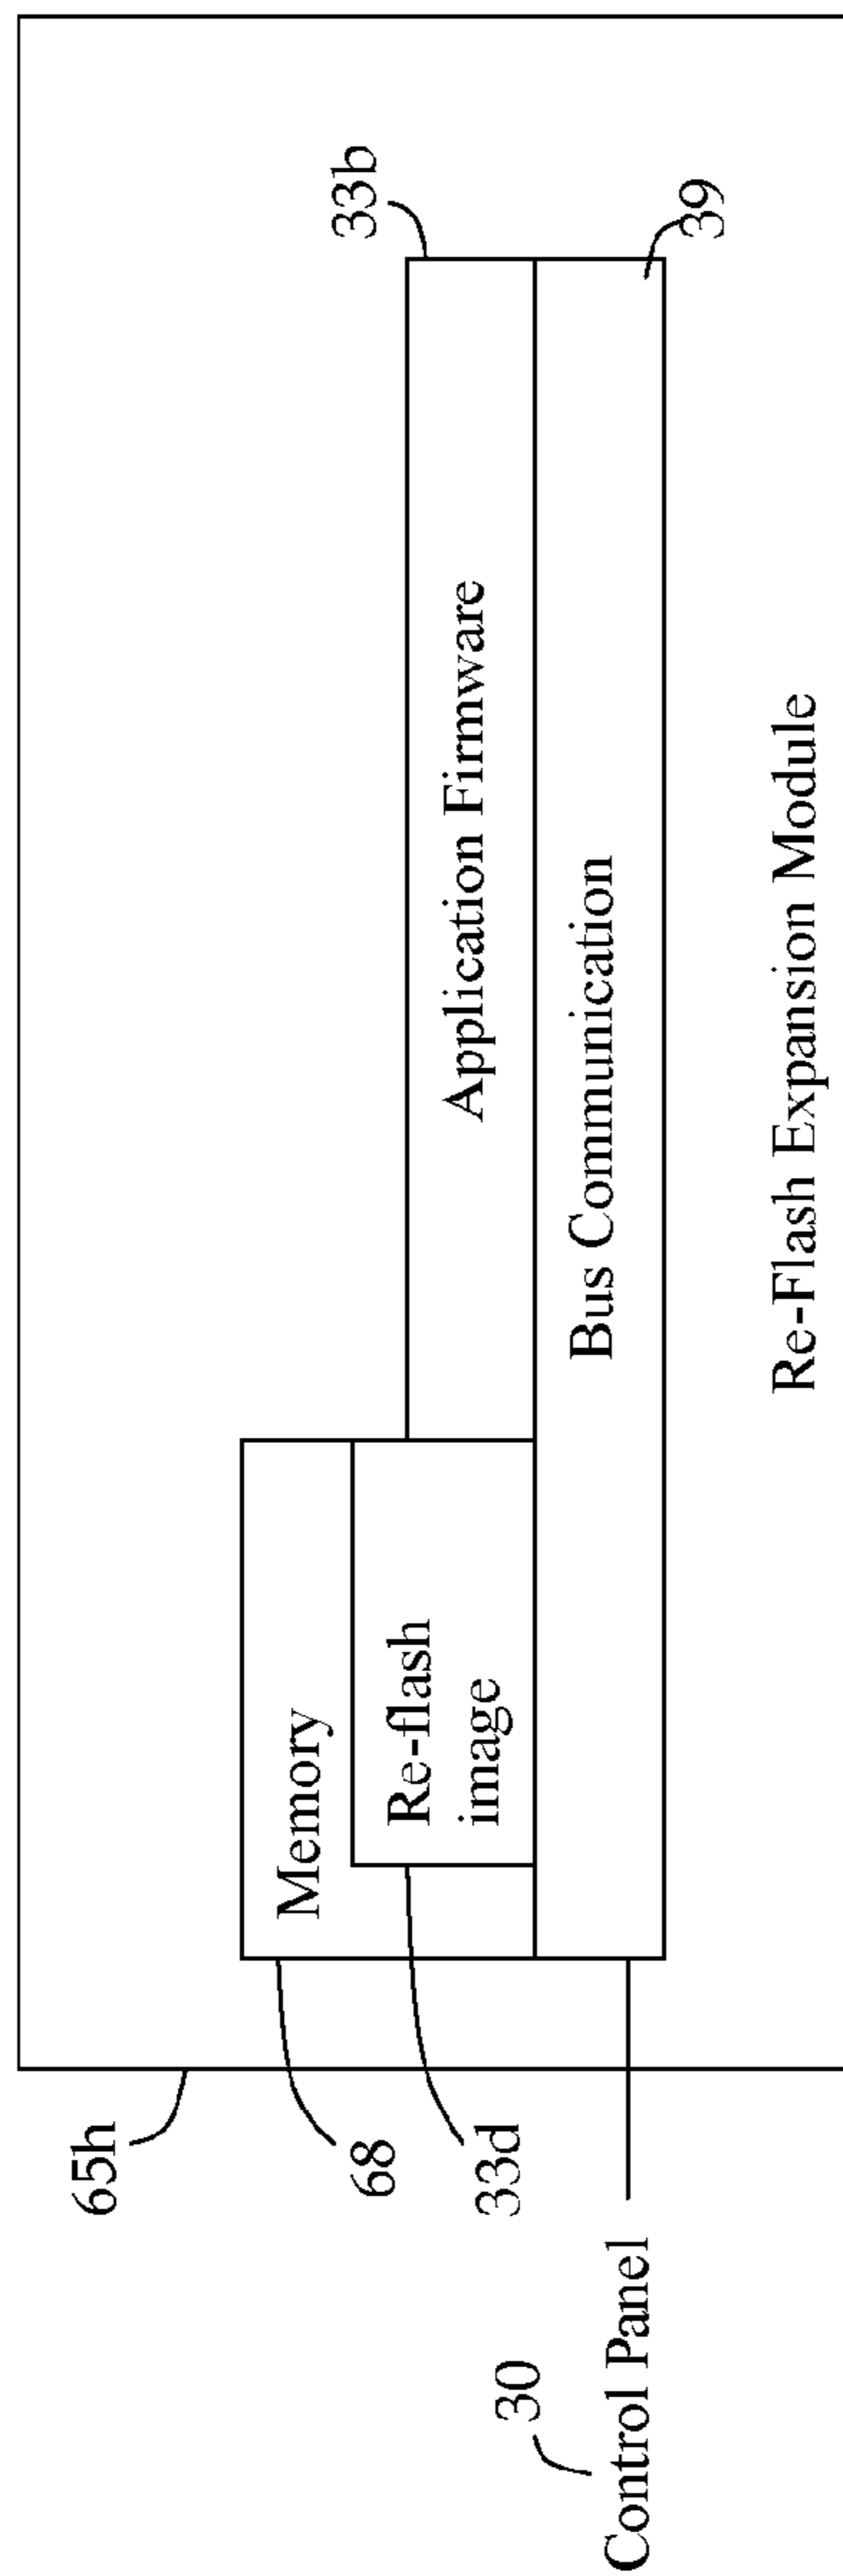 65h
68
33d
30
Control Panel
Memory
Re-flash
image
Application Firmware
33b
Bus Communication
39
Re-Flash Expansion Module